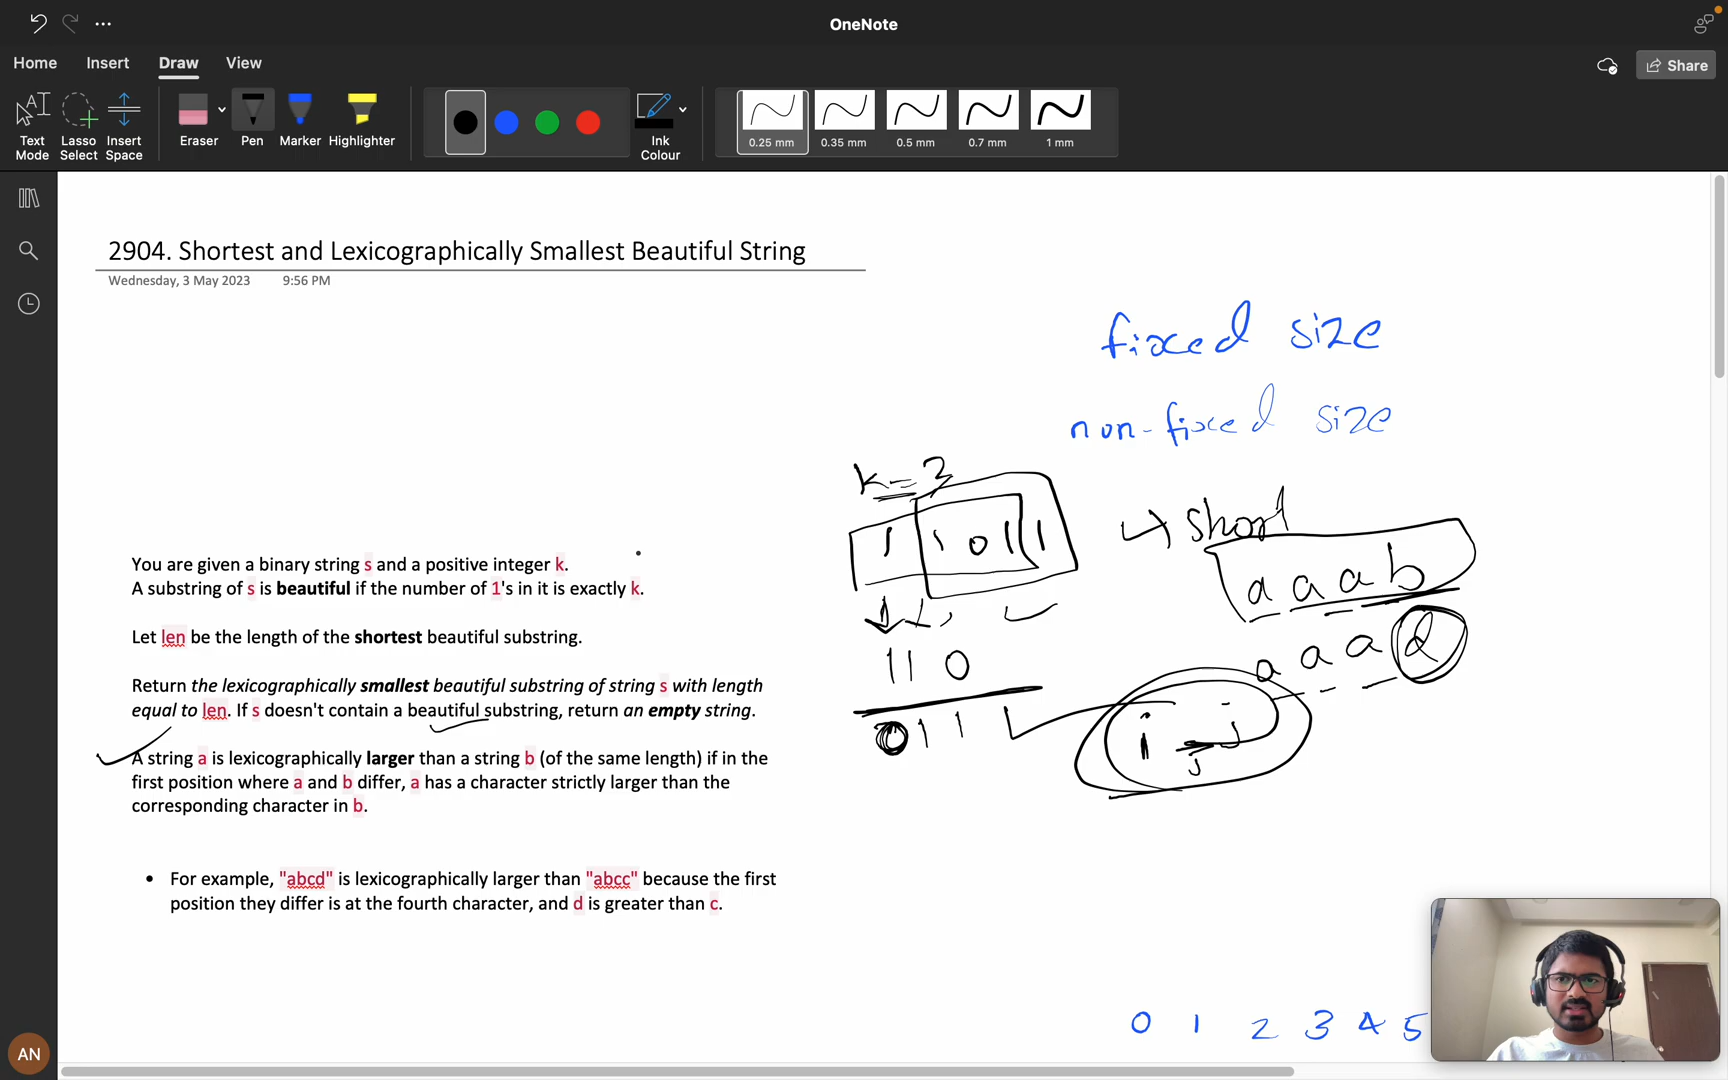 OneNote
Home Insert Draw View
Share
Text Mode
Lasso Select
Insert Space
Eraser
Pen
Marker
Highlighter
Ink Colour
0.25 mm
0.35 mm
0.5 mm
0.7 mm
1 mm
2904. Shortest and Lexicographically Smallest Beautiful String
Wednesday, 3 May 2023 9:56 PM
fixed size
non-fixed size
k=
short
1 1 0 1 1
a a a b
a a a d
1 1 0
0 1 1
i j
j
You are given a binary string s and a positive integer k.
A substring of s is beautiful if the number of 1's in it is exactly k.
Let len be the length of the shortest beautiful substring.
Return the lexicographically smallest beautiful substring of string s with length
equal to len. If s doesn't contain a beautiful substring, return an empty string.
A string a is lexicographically larger than a string b (of the same length) if in the
first position where a and b differ, a has a character strictly larger than the
corresponding character in b.
• For example, "abcd" is lexicographically larger than "abcc" because the first
position they differ is at the fourth character, and d is greater than c.
0 1 2 3 4 5
AN